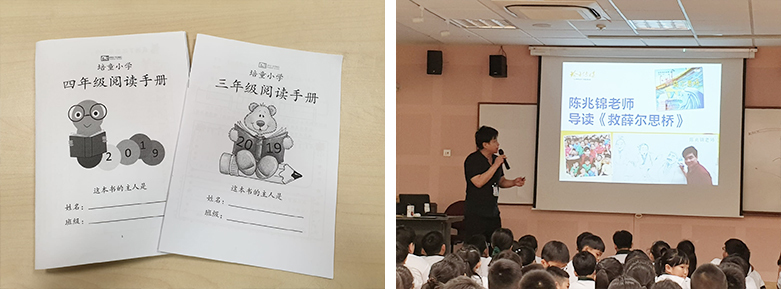 培童小学
四年级阅读手册
2019
这本书的主人是
姓名：
班级：
培童小学
三年级阅读手册
2019
这本书的主人是
姓名：
班级：
陈兆锦老师
导读《救薛尔思桥》